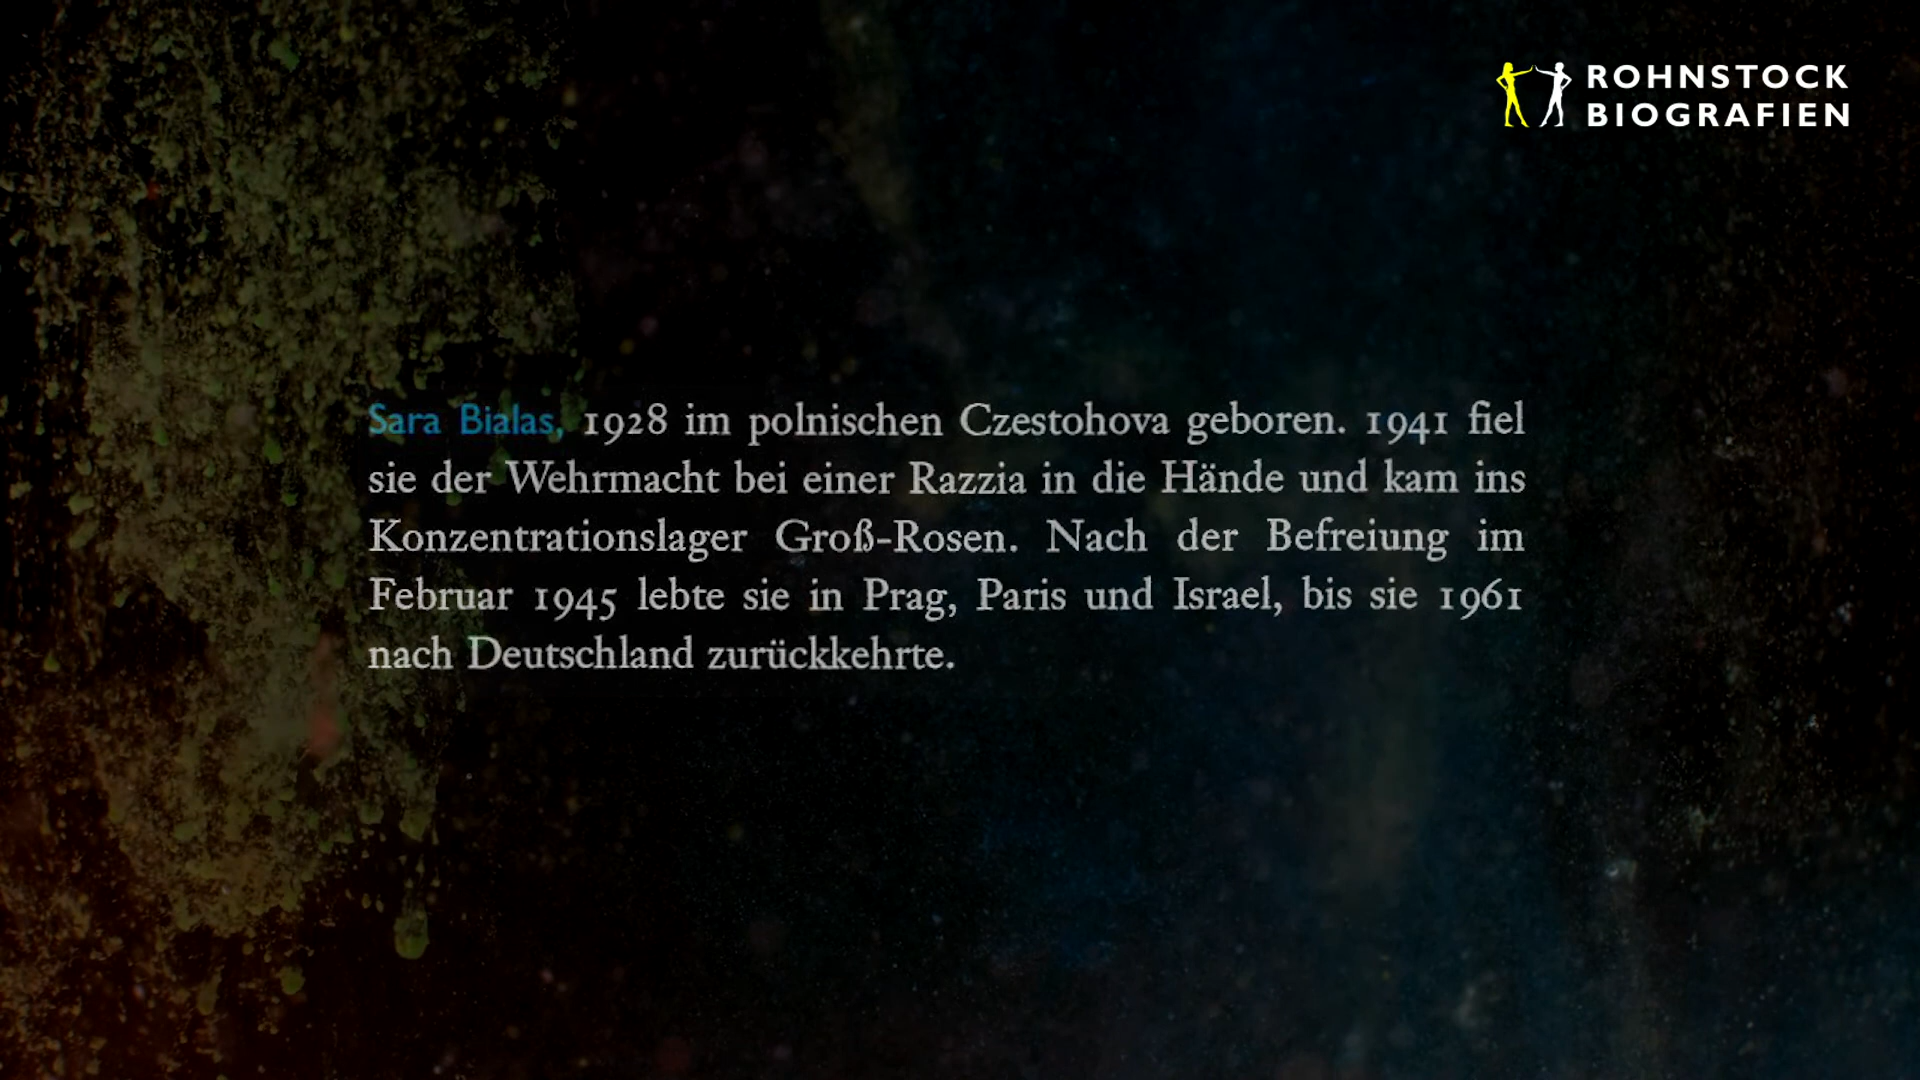 ROHNSTOCK
BIOGRAFIEN
Sara Bialas, 1928 im polnischen Czestohova geboren. 1941 fiel
sie der Wehrmacht bei einer Razzia in die Hände und kam ins
Konzentrationslager Groß-Rosen. Nach der Befreiung im
Februar 1945 lebte sie in Prag, Paris und Israel, bis sie 1961
nach Deutschland zurückkehrte.